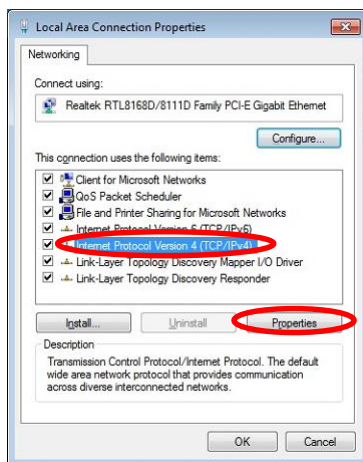 Local Area Connection Properties
Networking
Connect using:
Realtek RTL8168D/8111D Family PCI-E Gigabit Ethernet
Configure...
This connection uses the following items:
Client for Microsoft Networks
QoS Packet Scheduler
File and Printer Sharing for Microsoft Networks
Internet Protocol Version 6 (TCP/IPv6)
Internet Protocol Version 4 (TCP/IPv4)
Link-Layer Topology Discovery Mapper I/O Driver
Link-Layer Topology Discovery Responder
Install...
Uninstall
Properties
Description
Transmission Control Protocol/Internet Protocol. The default
wide area network protocol that provides communication
across diverse interconnected networks.
OK
Cancel